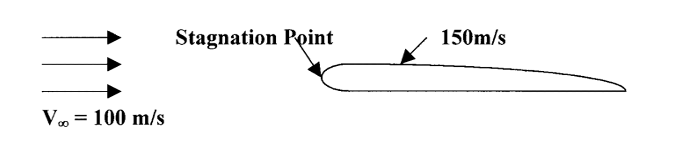 Stagnation Point
150m/s
V∞ = 100 m/s